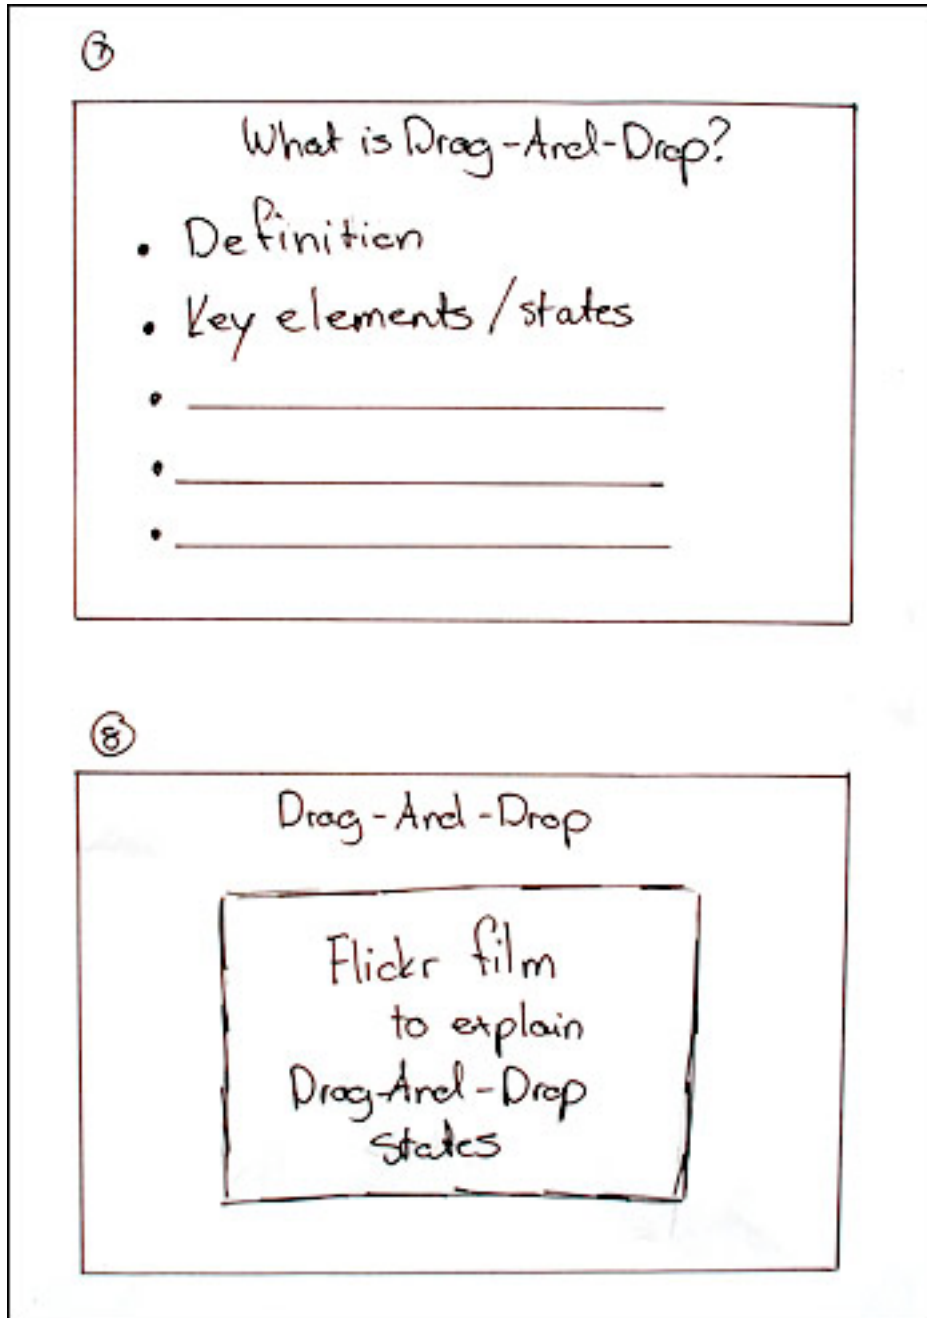 7
What is Drag-And-Drop?
• Definition
• Key elements / states
•
•
•
8
Drag-And-Drop
Flickr film
to explain
Drag-And-Drop
states